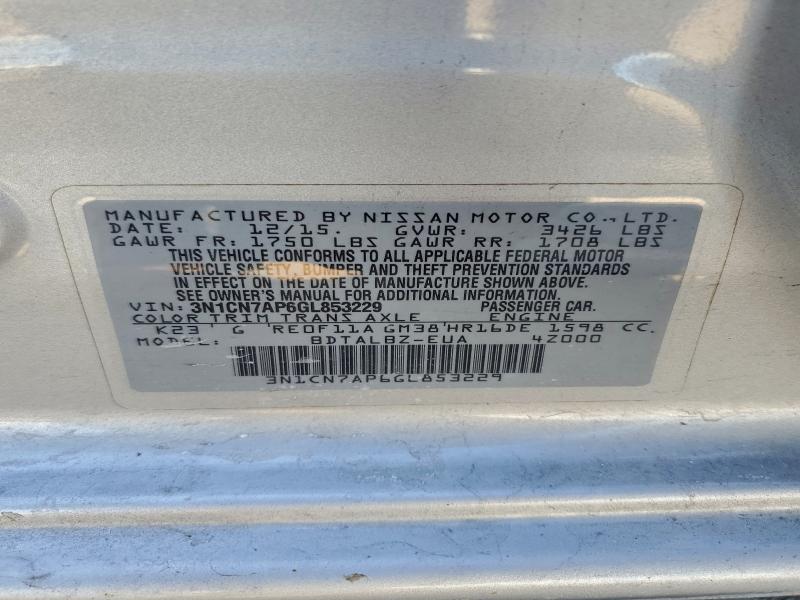 MANUFACTURED BY NISSAN MOTOR CO.,LTD.
DATE: 12/15. GVWR: 3426 LBS
GAWR FR: 1750 LBS GAWR RR: 1708 LBS
THIS VEHICLE CONFORMS TO ALL APPLICABLE FEDERAL MOTOR
VEHICLE SAFETY, BUMPER AND THEFT PREVENTION STANDARDS
IN EFFECT ON THE DATE OF MANUFACTURE SHOWN ABOVE.
SEE OWNER'S MANUAL FOR ADDITIONAL INFORMATION.
VIN: 3N1CN7AP6GL853229 PASSENGER CAR.
COLOR TRIM TRANS AXLE ENGINE
K23 G RE0F11A GM38 HR16DE 1598 CC.
MODEL: BDTALBZ-EUA 4Z000
3N1CN7AP6GL853229